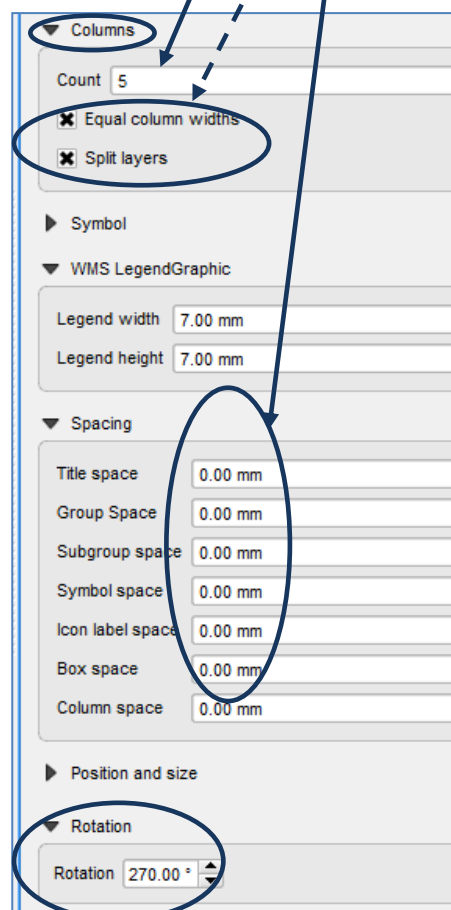 Columns
Count 5
Equal column widths
Split layers
Symbol
WMS LegendGraphic
Legend width 7.00 mm
Legend height 7.00 mm
Spacing
Title space 0.00 mm
Group Space 0.00 mm
Subgroup space 0.00 mm
Symbol space 0.00 mm
Icon label space 0.00 mm
Box space 0.00 mm
Column space 0.00 mm
Position and size
Rotation
Rotation 270.00 °